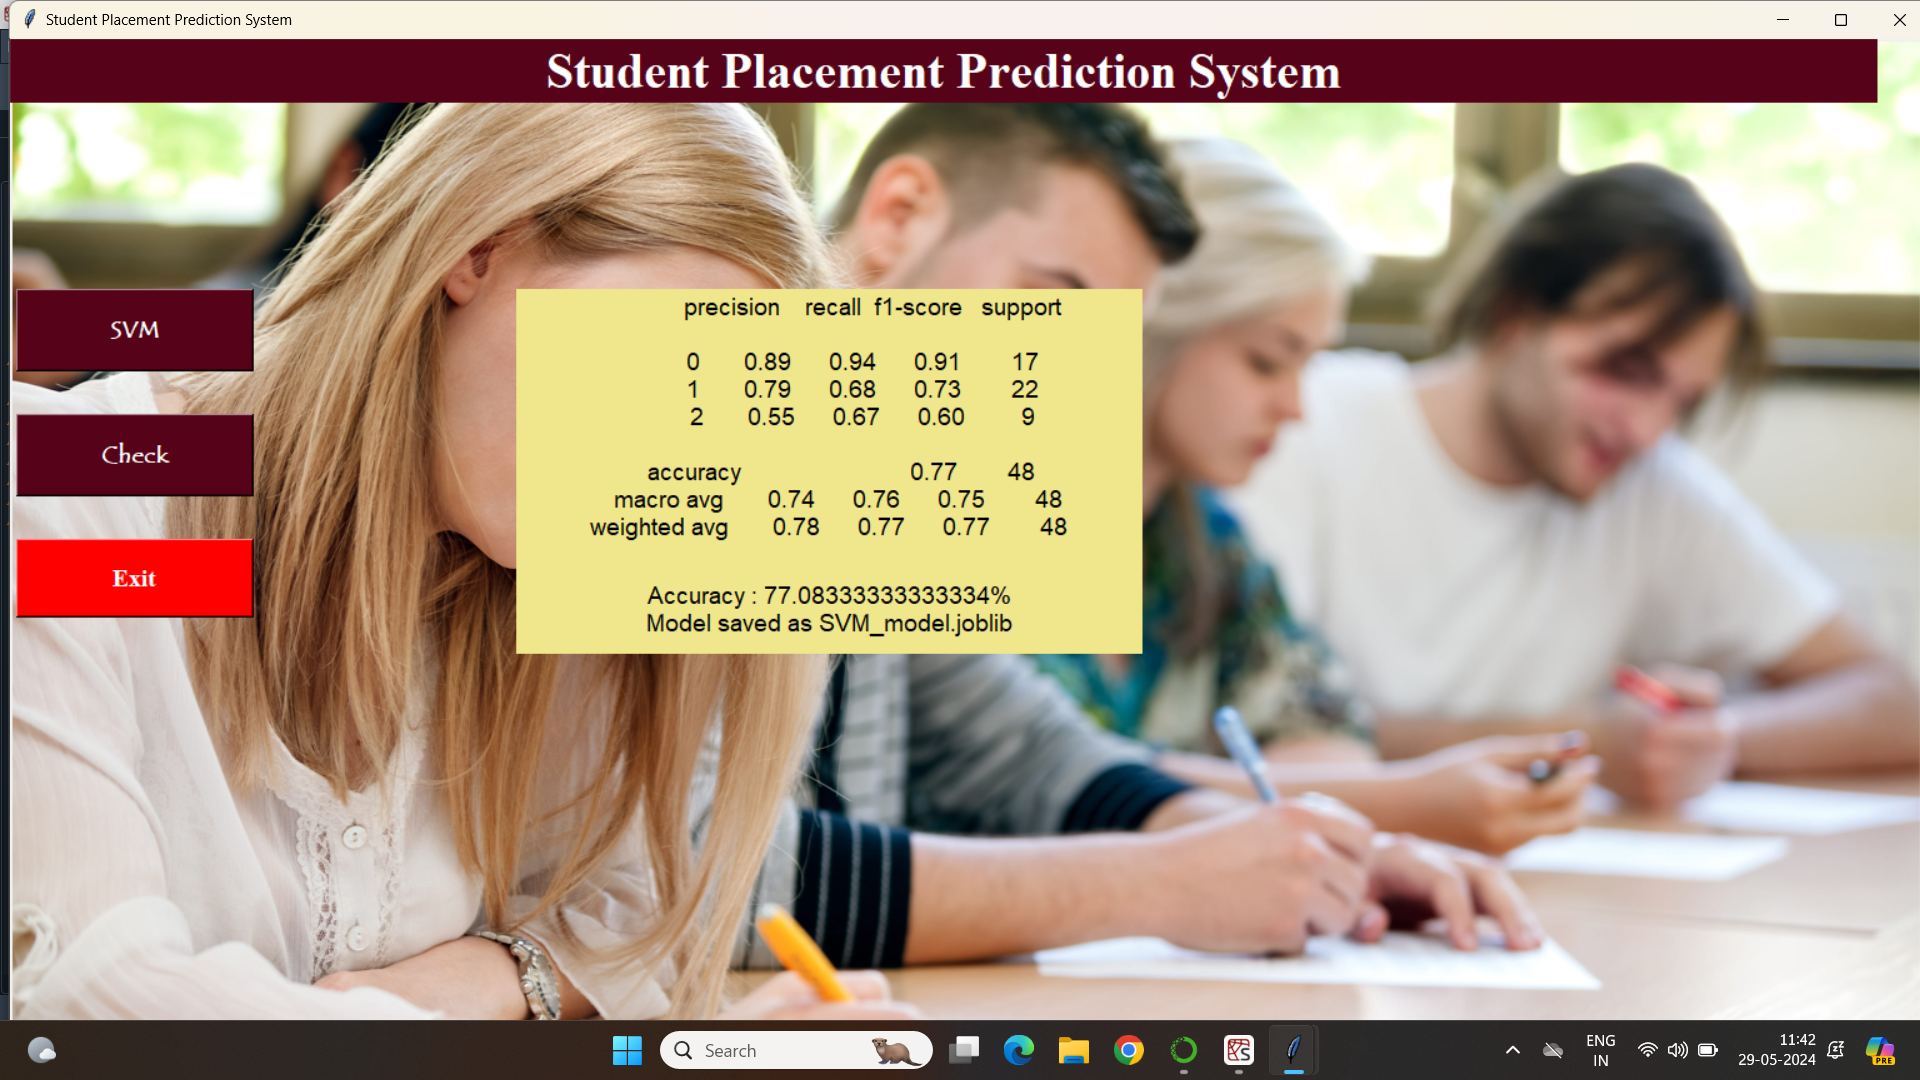 Student Placement Prediction System
Student Placement Prediction System
SVM
Check
Exit
precision recall f1-score support
0 0.89 0.94 0.91 17
1 0.79 0.68 0.73 22
2 0.55 0.67 0.60 9
accuracy 0.77 48
macro avg 0.74 0.76 0.75 48
weighted avg 0.78 0.77 0.77 48
Accuracy : 77.08333333333334%
Model saved as SVM_model.joblib
Search
ENG
IN
11:42
29-05-2024
PRE